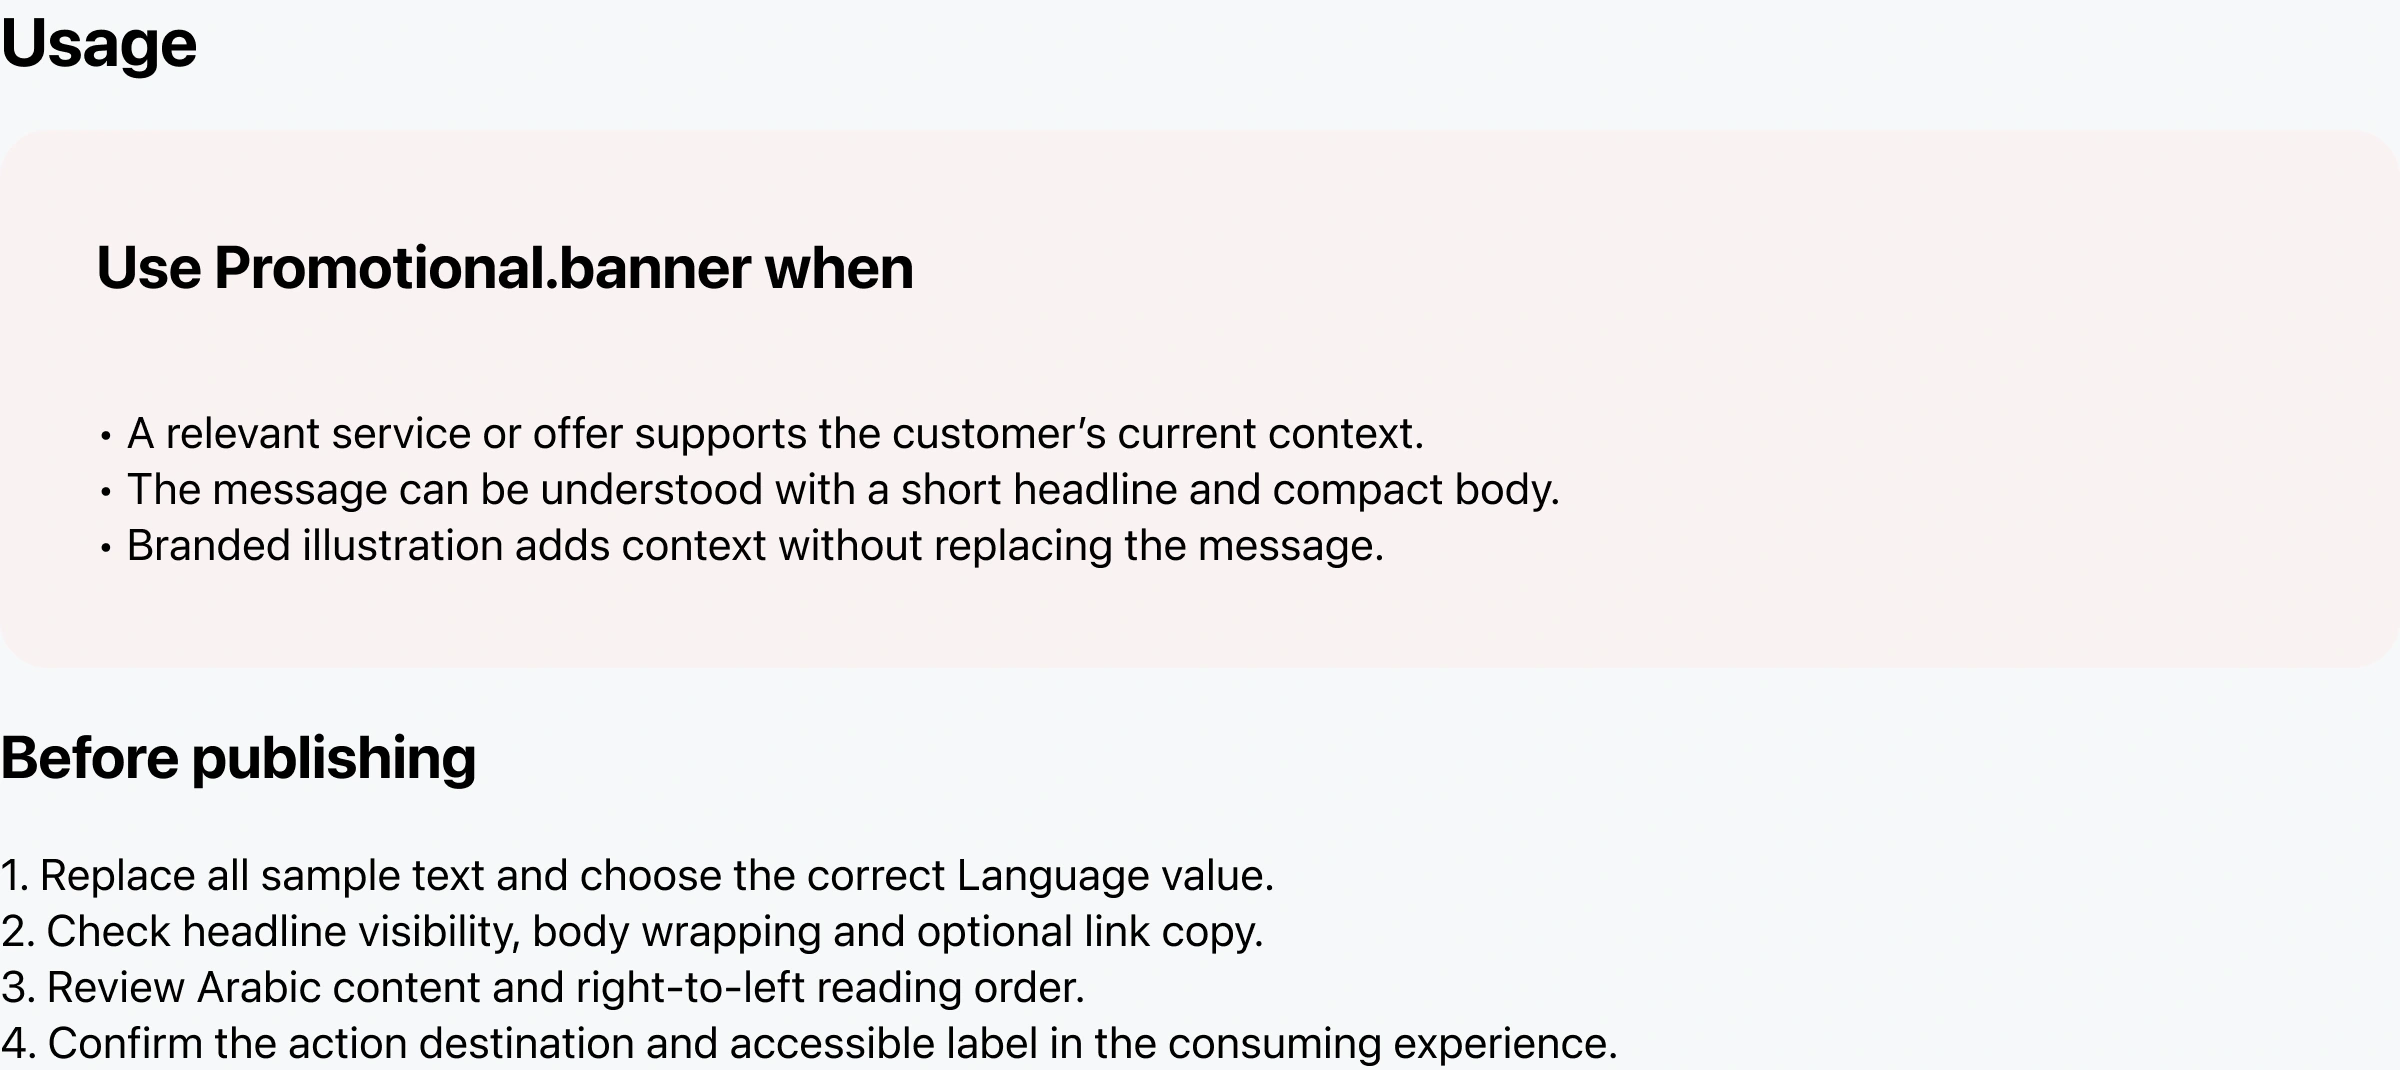 Usage
Use Promotional.banner when
• A relevant service or offer supports the customer’s current context.
• The message can be understood with a short headline and compact body.
• Branded illustration adds context without replacing the message.
Before publishing
1. Replace all sample text and choose the correct Language value.
2. Check headline visibility, body wrapping and optional link copy.
3. Review Arabic content and right-to-left reading order.
4. Confirm the action destination and accessible label in the consuming experience.